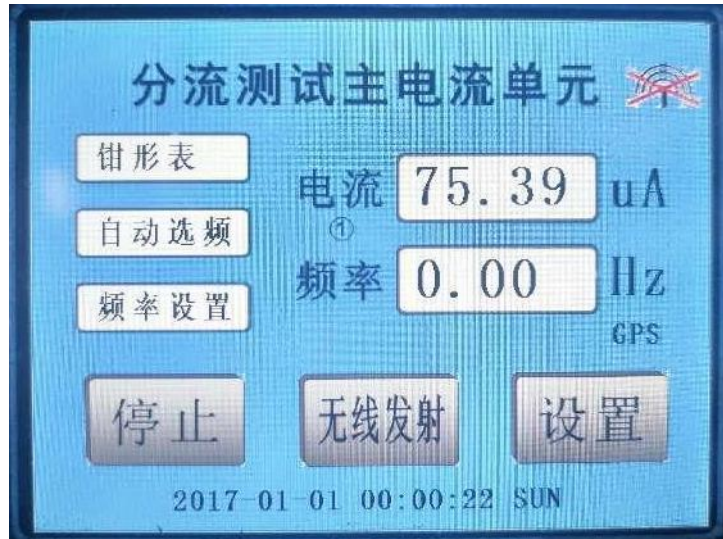 分流测试主电流单元
钳形表
电流 75.39 uA
自动选频
①
频率 0.00 Hz
频率设置
GPS
停止 无线发射 设置
2017-01-01 00:00:22 SUN